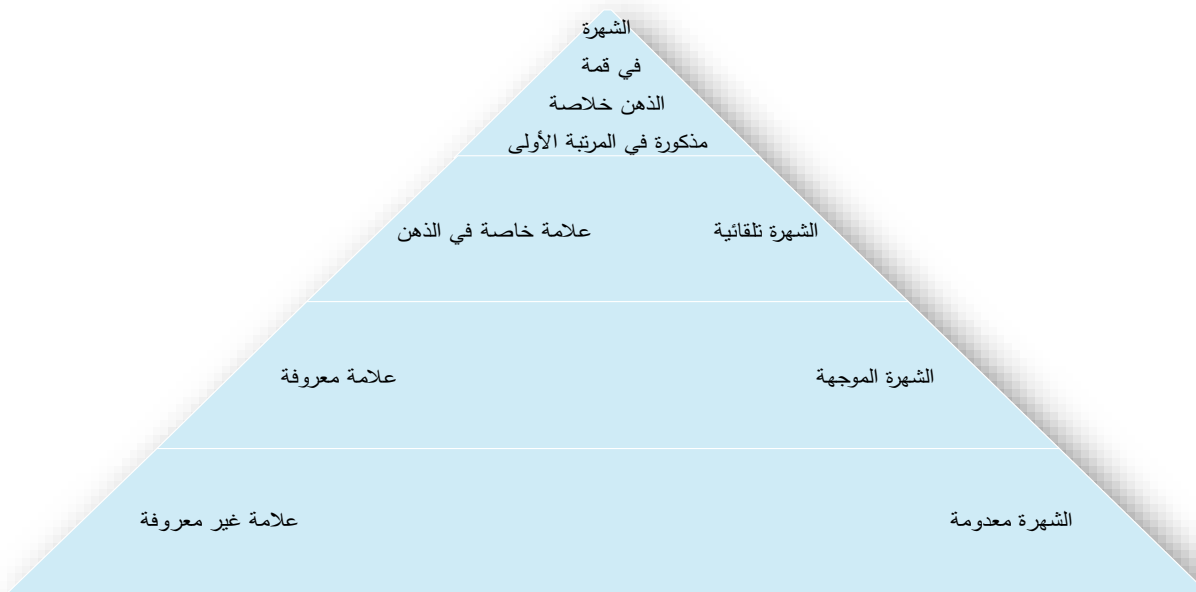 الشهرة
في قمة
الذهن خلاصة
مذكورة في المرتبة الأولى
الشهرة تلقائية علامة خاصة في الذهن
الشهرة الموجهة علامة معروفة
الشهرة معدومة علامة غير معروفة